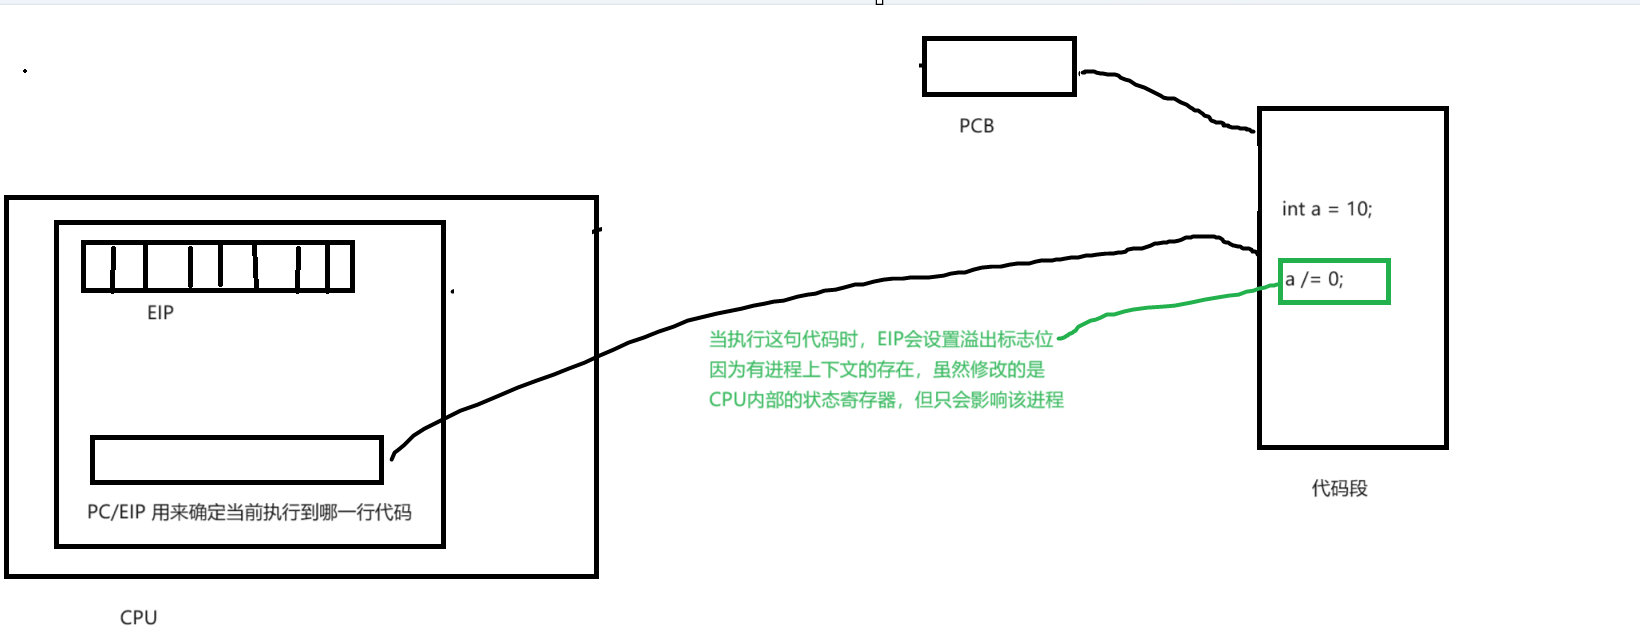 PCB
int a = 10;
a /= 0;
EIP
当执行这句代码时，EIP会设置溢出标志位
因为有进程上下文的存在，虽然修改的是
CPU内部的状态寄存器，但只会影响该进程
代码段
PC/EIP 用来确定当前执行到哪一行代码
CPU